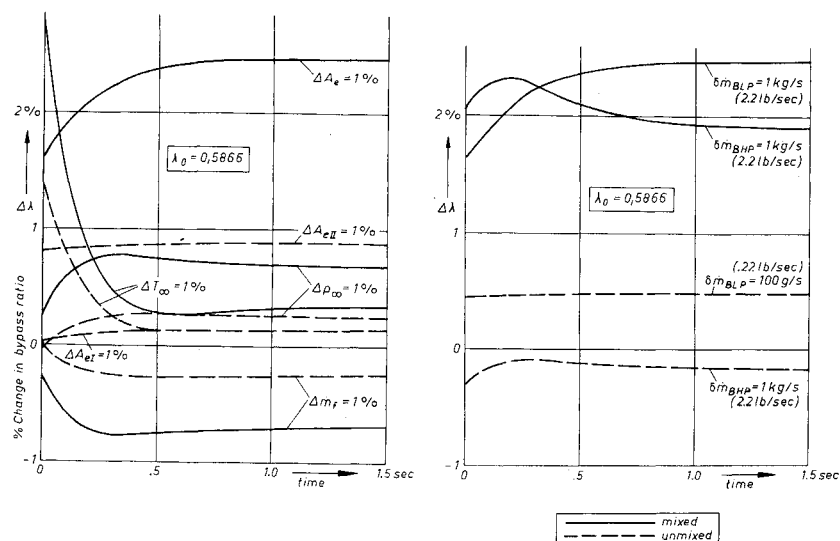 2%
Δλ
% Change in bypass ratio
1
0
-1
ΔA_e = 1%
λ_0 = 0,5866
ΔA_eII = 1%
ΔT_∞ = 1%
Δp_∞ = 1%
ΔA_eI = 1%
Δm_f = 1%
0
.5
1.0
1.5 sec
time
2%
Δλ
1
0
-1
δṁ_BLP = 1 kg/s
(2.2 lb/sec)
δṁ_BHP = 1 kg/s
(2.2 lb/sec)
λ_0 = 0,5866
(.22 lb/sec)
δṁ_BLP = 100 g/s
δṁ_BHP = 1 kg/s
(2.2 lb/sec)
0
.5
1.0
1.5 sec
time
mixed
unmixed